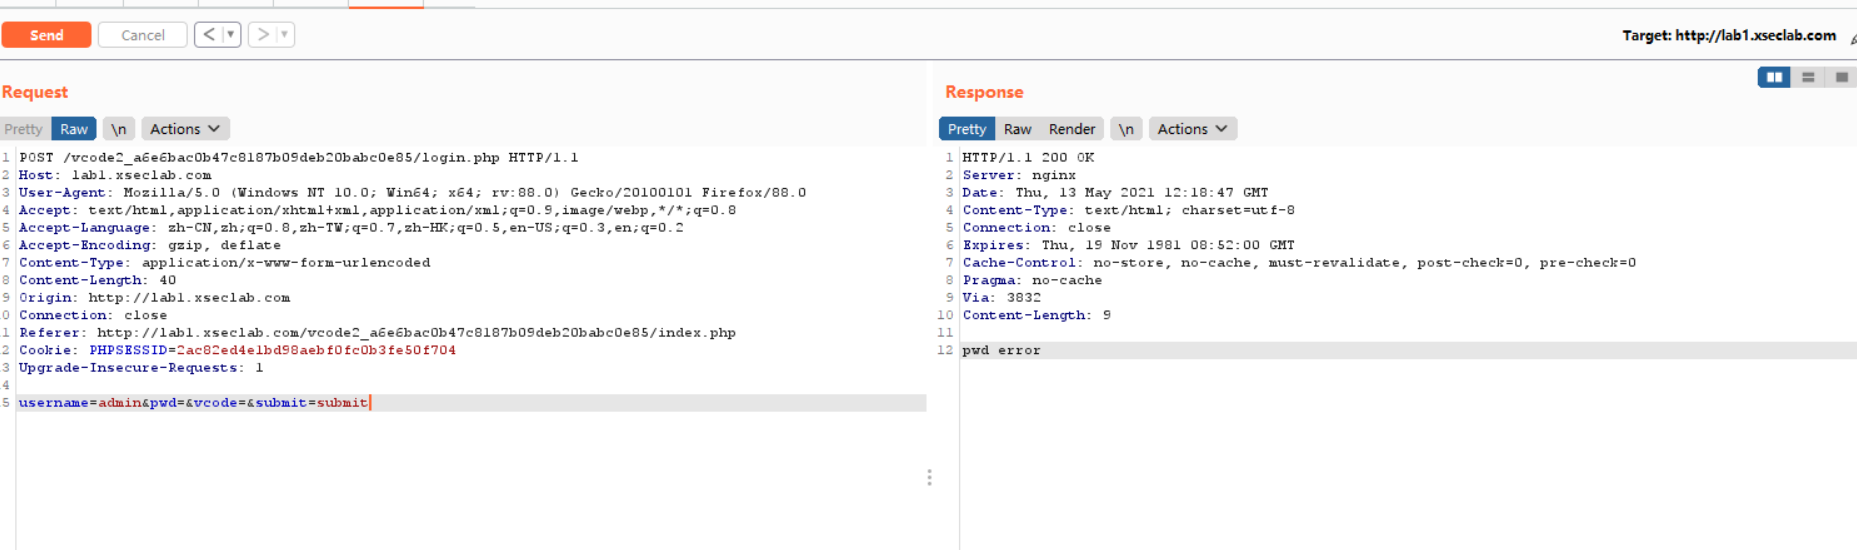 Send Cancel < ▼ > ▼ Target: http://lab1.xseclab.com
Request
Pretty Raw \n Actions
1 POST /vcode2_a6e6bac0b47c8187b09deb20babc0e85/login.php HTTP/1.1
2 Host: lab1.xseclab.com
3 User-Agent: Mozilla/5.0 (Windows NT 10.0; Win64; x64; rv:88.0) Gecko/20100101 Firefox/88.0
4 Accept: text/html,application/xhtml+xml,application/xml;q=0.9,image/webp,*/*;q=0.8
5 Accept-Language: zh-CN,zh;q=0.8,zh-TW;q=0.7,zh-HK;q=0.5,en-US;q=0.3,en;q=0.2
6 Accept-Encoding: gzip, deflate
7 Content-Type: application/x-www-form-urlencoded
8 Content-Length: 40
9 Origin: http://lab1.xseclab.com
0 Connection: close
1 Referer: http://lab1.xseclab.com/vcode2_a6e6bac0b47c8187b09deb20babc0e85/index.php
2 Cookie: PHPSESSID=2ac82ed4e1bd98aebf0fc0b3fe50f704
3 Upgrade-Insecure-Requests: 1
4
5 username=admin&pwd=&vcode=&submit=submit
Response
Pretty Raw Render \n Actions
1 HTTP/1.1 200 OK
2 Server: nginx
3 Date: Thu, 13 May 2021 12:18:47 GMT
4 Content-Type: text/html; charset=utf-8
5 Connection: close
6 Expires: Thu, 19 Nov 1981 08:52:00 GMT
7 Cache-Control: no-store, no-cache, must-revalidate, post-check=0, pre-check=0
8 Pragma: no-cache
9 Via: 3832
10 Content-Length: 9
11
12 pwd error